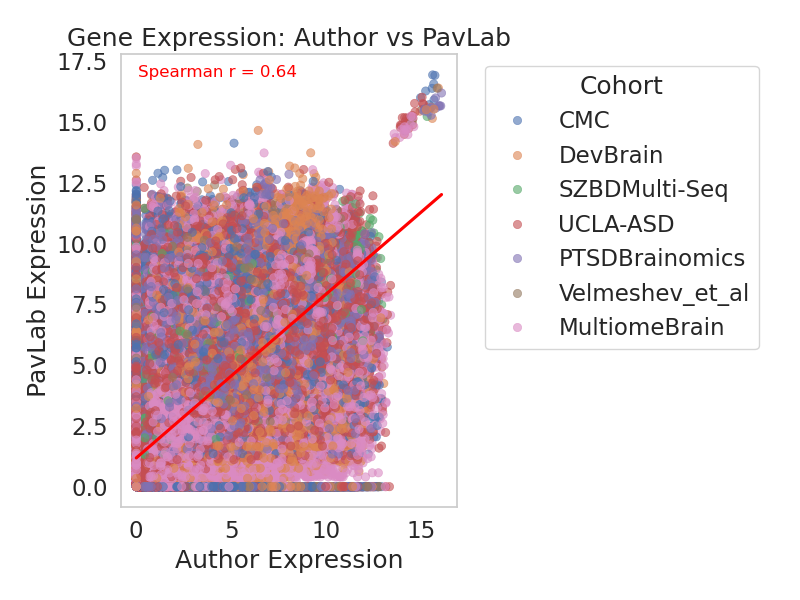 Gene Expression: Author vs PavLab
Spearman r = 0.64
17.5
15.0
12.5
10.0
7.5
5.0
2.5
0.0
PavLab Expression
0
5
10
15
Author Expression
Cohort
CMC
DevBrain
SZBDMulti-Seq
UCLA-ASD
PTSDBrainomics
Velmeshev_et_al
MultiomeBrain